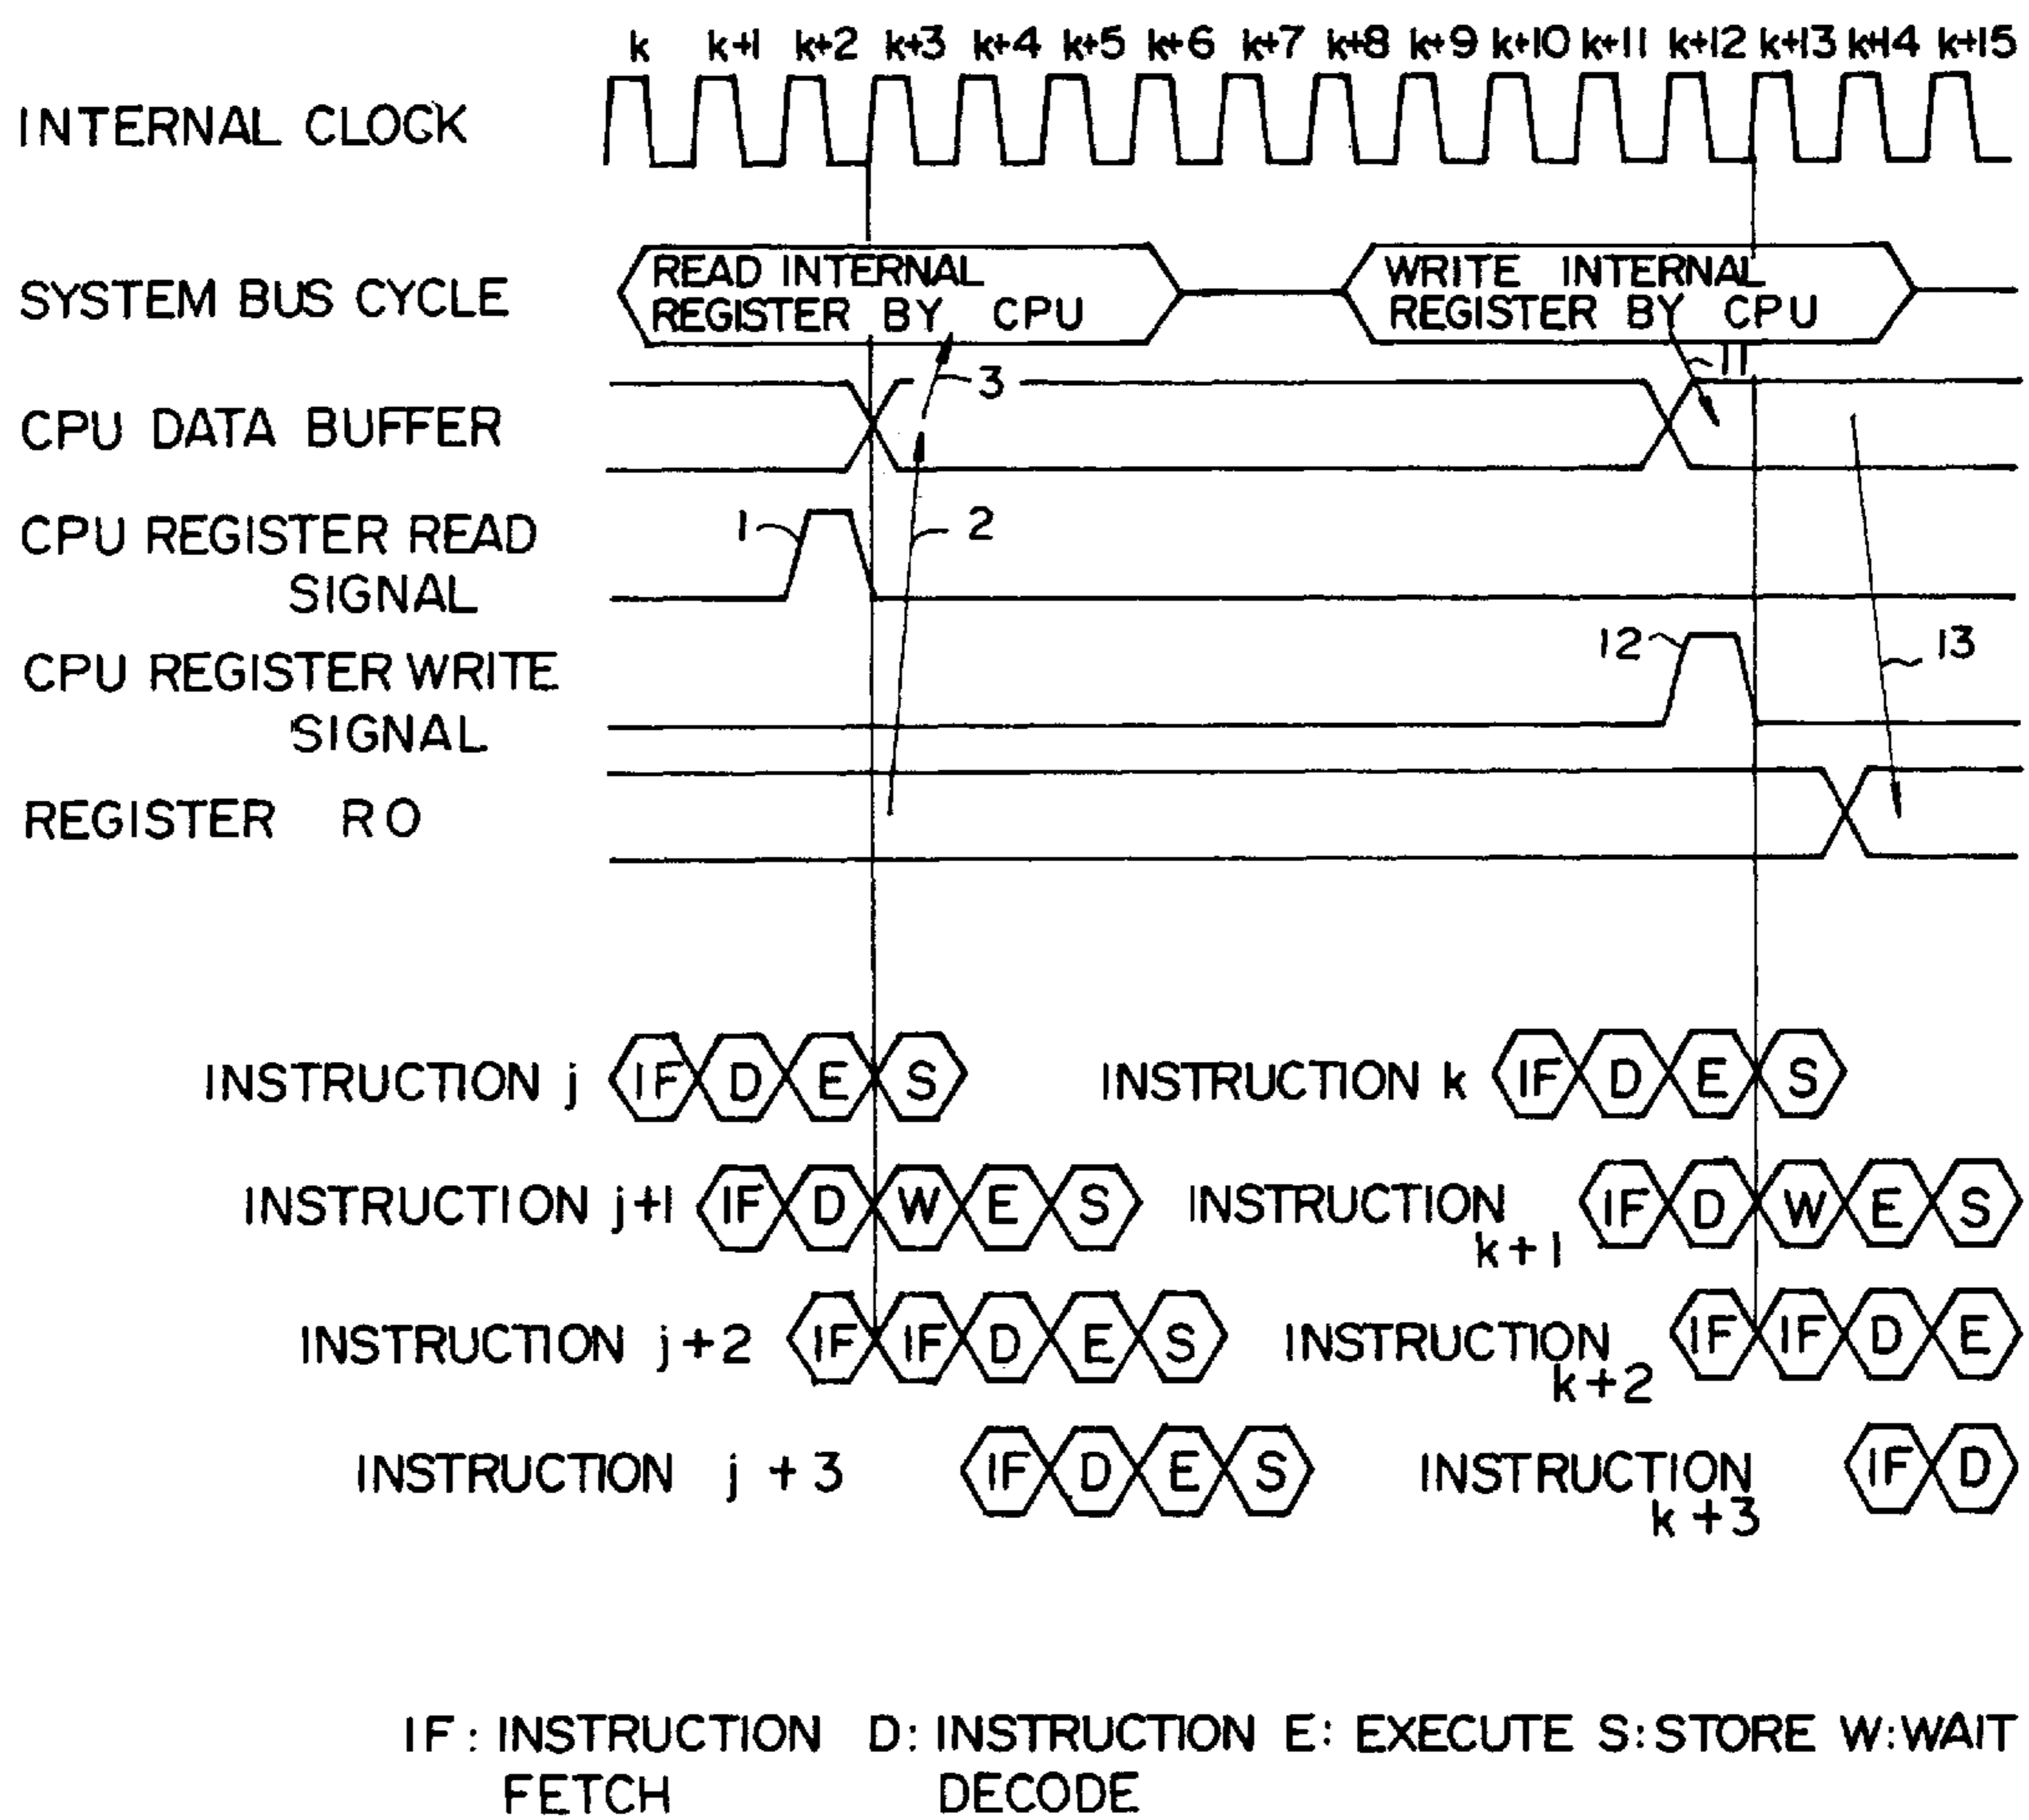 k k+1 k+2 k+3 k+4 k+5 k+6 k+7 k+8 k+9 k+10 k+11 k+12 k+13 k+14 k+15
INTERNAL CLOCK
SYSTEM BUS CYCLE
READ INTERNAL
REGISTER BY CPU
WRITE INTERNAL
REGISTER BY CPU
11
3
CPU DATA BUFFER
CPU REGISTER READ
SIGNAL
1
2
CPU REGISTER WRITE
SIGNAL
12
13
REGISTER R0
INSTRUCTION j IF D E S
INSTRUCTION k IF D E S
INSTRUCTION j+1 IF D W E S
INSTRUCTION
k+1
IF D W E S
INSTRUCTION j+2 IF IF D E S
INSTRUCTION
k+2
IF IF D E
INSTRUCTION j+3 IF D E S
INSTRUCTION
k+3
IF D
IF: INSTRUCTION D: INSTRUCTION E: EXECUTE S: STORE W: WAIT
FETCH DECODE